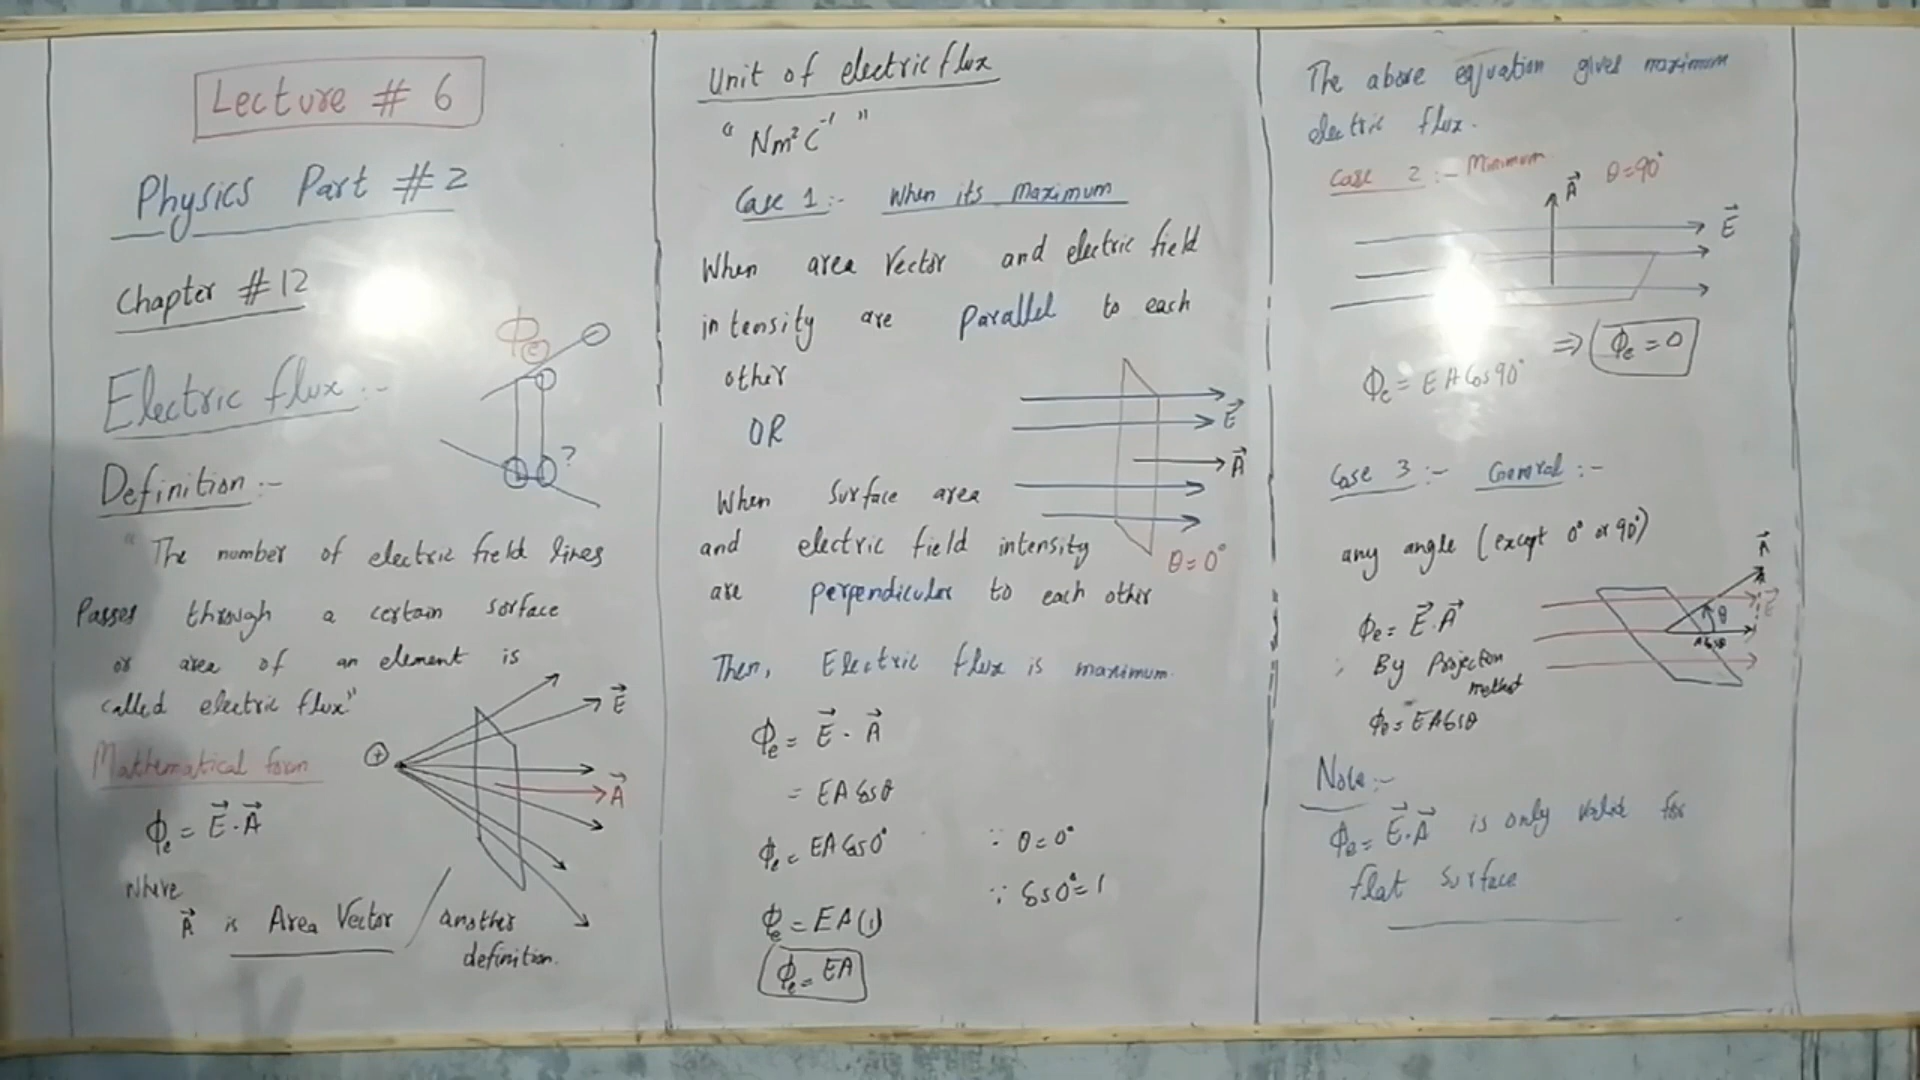 Lecture # 6
Physics Part # 2
Chapter # 12
Φe
Electric flux :-
?
Definition :-
"The number of electric field lines
Passes through a certain sorface
or area of an element is
called electric flux"
E⃗
Mathematical form
+
A⃗
Φe = E⃗.A⃗
where
A⃗ is Area Vector / another
definition.
Unit of electric flux
"Nm²C⁻¹"
Case 1 :- When its maximum
When area Vector and electric field
intensity are Parallel to each
other
OR
E⃗
A⃗
When Surface area
and electric field intensity
θ = 0°
are perpendicular to each other
Then, Electric flux is maximum.
Φe = E⃗ . A⃗
= EA Cosθ
Φe = EA Cos0° ∵ θ = 0°
∵ Cos0° = 1
Φe = EA(1)
Φe = EA
The above equation gives maximum
electric flux.
Case 2 :- Minimum
A⃗ θ = 90°
E⃗
⇒ Φe = 0
Φe = EA Cos90°
Case 3 :- General :-
any angle (except 0° or 90°)
A⃗
E⃗
θ
ACosθ
Φe = E⃗.A⃗
∴ By Projection
method
Φe = EACosθ
Note :-
Φe = E⃗.A⃗ is only valid for
flat surface